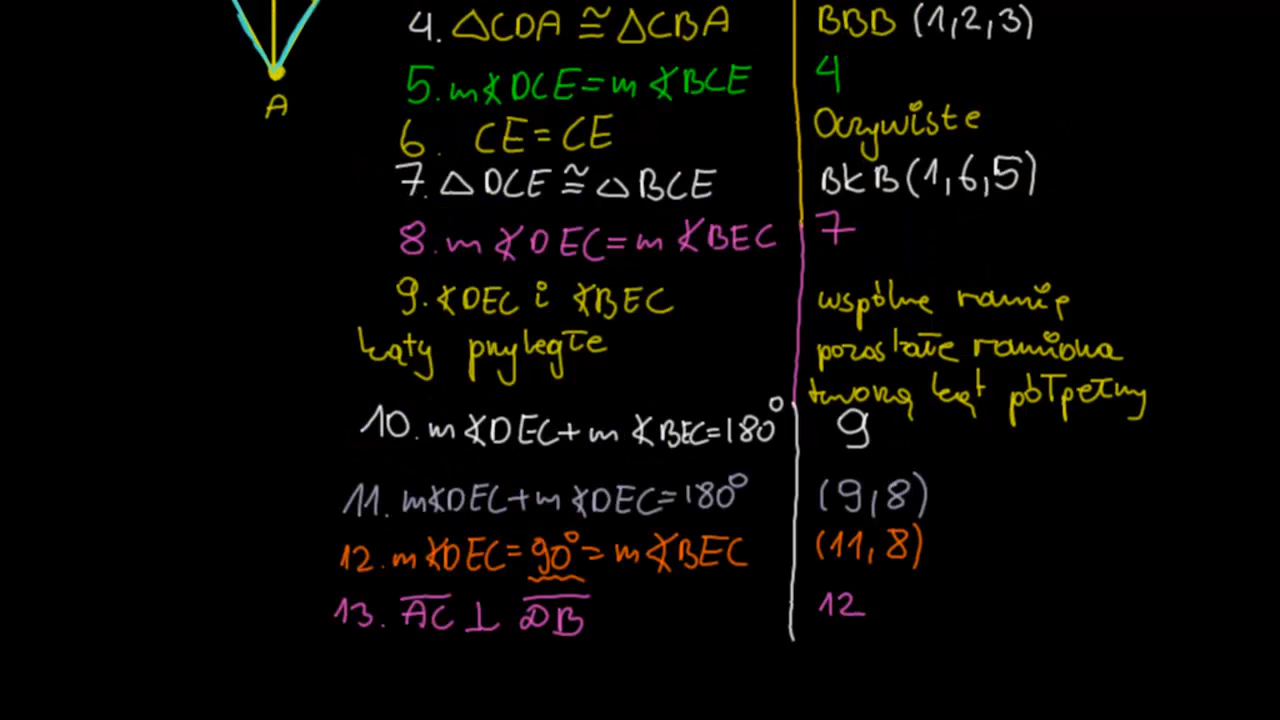 4. △CDA ≅ △CBA BBB (1,2,3)
A
5. m∢DCE = m∢BCE 4
6. CE = CE Oczywiste
7. △DCE ≅ △BCE BKB (1,6,5)
8. m∢DEC = m∢BEC 7
9. ∢DEC i ∢BEC wspólne ramię
kąty przyległe pozostałe ramiona
tworzą kąt półpełny
10. m∢DEC + m∢BEC = 180° 9
11. m∢DEC + m∢DEC = 180° (9,8)
12. m∢DEC = 90° = m∢BEC (11,8)
13. A̅C̅ ⊥ D̅B̅ 12